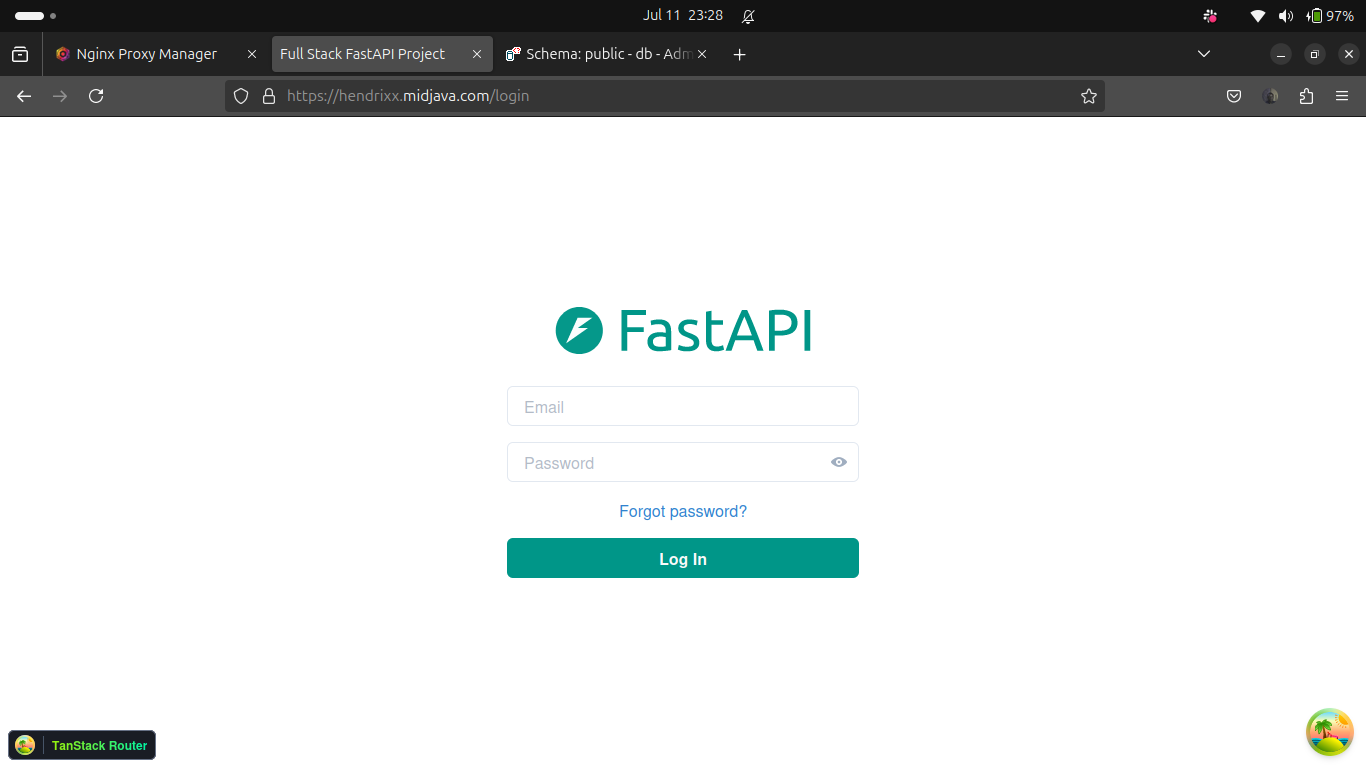 Jul 11 23:28
97%
Nginx Proxy Manager
Full Stack FastAPI Project
Schema: public - db - Adm
https://hendrixx.midjava.com/login
FastAPI
Email
Password
Forgot password?
Log In
TanStack Router